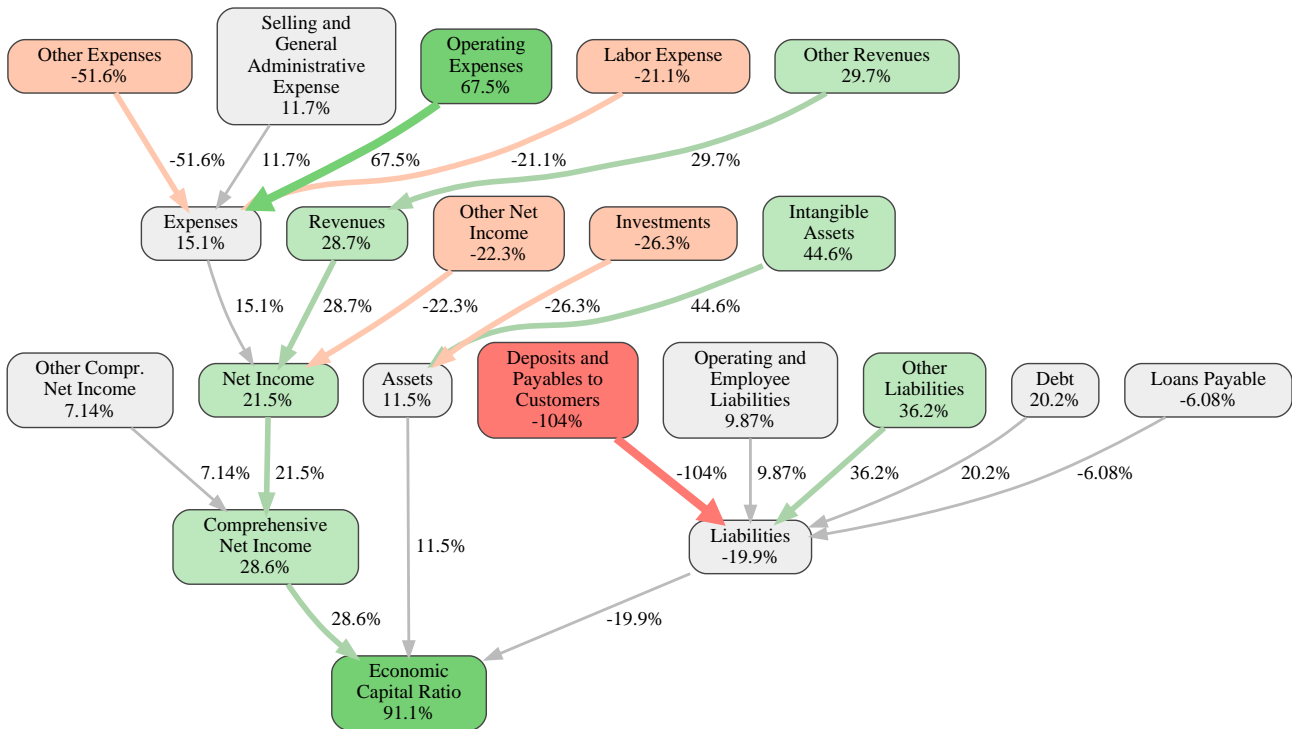 Other Expenses
-51.6%
Selling and
General
Administrative
Expense
11.7%
Operating
Expenses
67.5%
Labor Expense
-21.1%
Other Revenues
29.7%
-51.6%
11.7%
67.5%
-21.1%
29.7%
Expenses
15.1%
Revenues
28.7%
Other Net
Income
-22.3%
Investments
-26.3%
Intangible
Assets
44.6%
15.1%
28.7%
-22.3%
-26.3%
44.6%
Other Compr.
Net Income
7.14%
Net Income
21.5%
Assets
11.5%
Deposits and
Payables to
Customers
-104%
Operating and
Employee
Liabilities
9.87%
Other
Liabilities
36.2%
Debt
20.2%
Loans Payable
-6.08%
7.14%
21.5%
-104%
9.87%
36.2%
20.2%
-6.08%
Comprehensive
Net Income
28.6%
11.5%
Liabilities
-19.9%
28.6%
-19.9%
Economic
Capital Ratio
91.1%